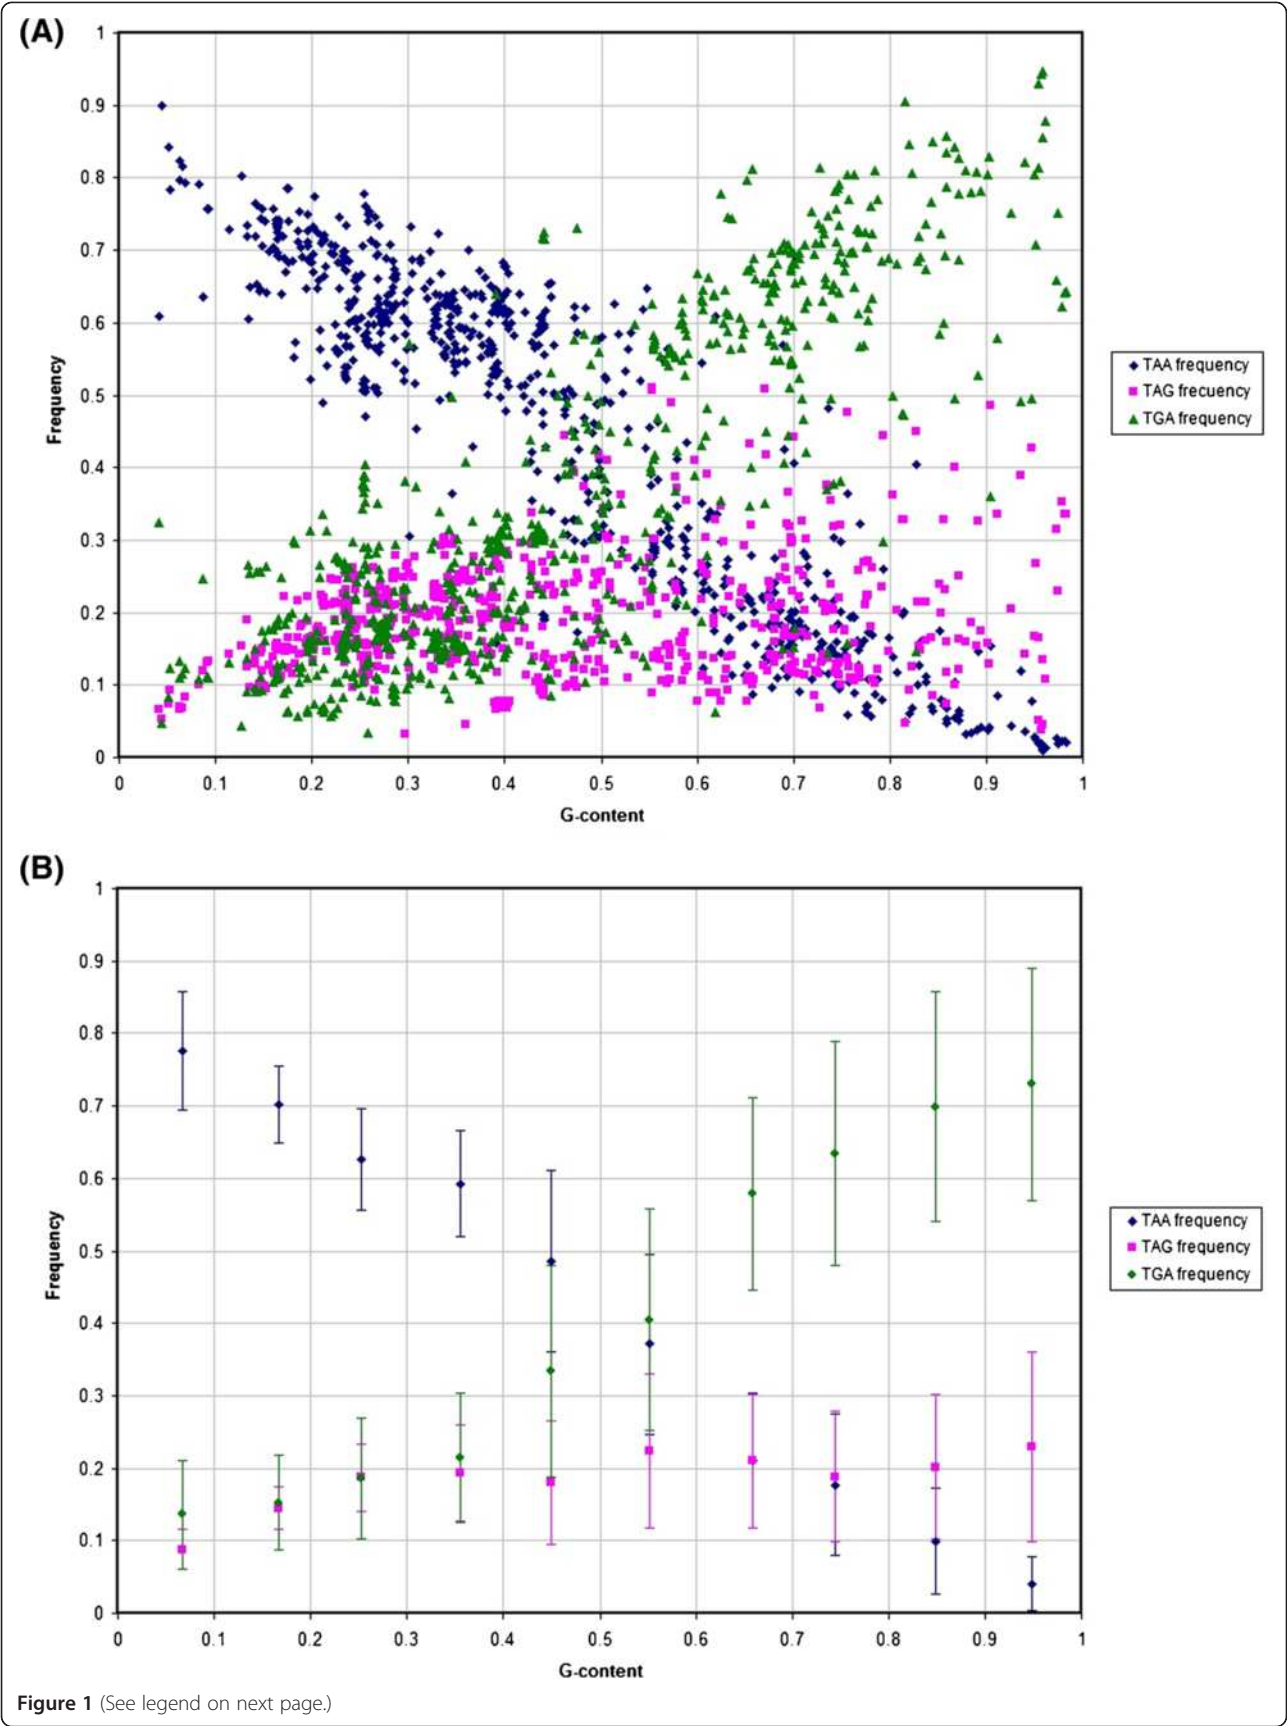 (A)
1
0.9
0.8
0.7
0.6
0.5
0.4
0.3
0.2
0.1
0
Frequency
0 0.1 0.2 0.3 0.4 0.5 0.6 0.7 0.8 0.9 1
G-content
TAA frequency
TAG frecuency
TGA frequency
(B)
1
0.9
0.8
0.7
0.6
0.5
0.4
0.3
0.2
0.1
0
Frequency
0 0.1 0.2 0.3 0.4 0.5 0.6 0.7 0.8 0.9 1
G-content
TAA frequency
TAG frequency
TGA frequency
Figure 1 (See legend on next page.)